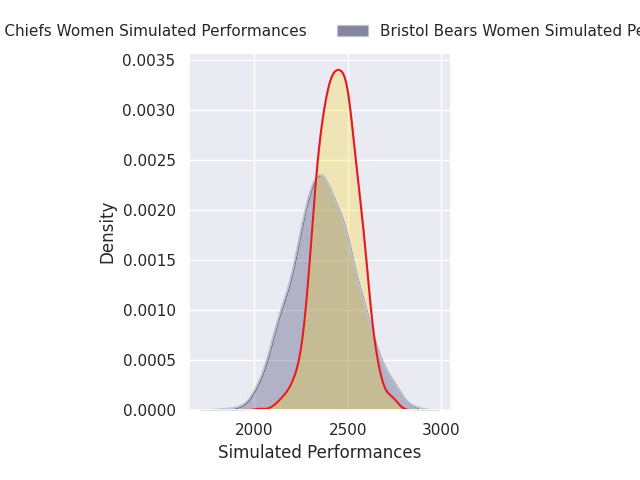 Chiefs Women Simulated Performances
Bristol Bears Women Simulated
0.0035
0.0030
0.0025
0.0020
0.0015
0.0010
0.0005
0.0000
Density
2000 2500 3000
Simulated Performances